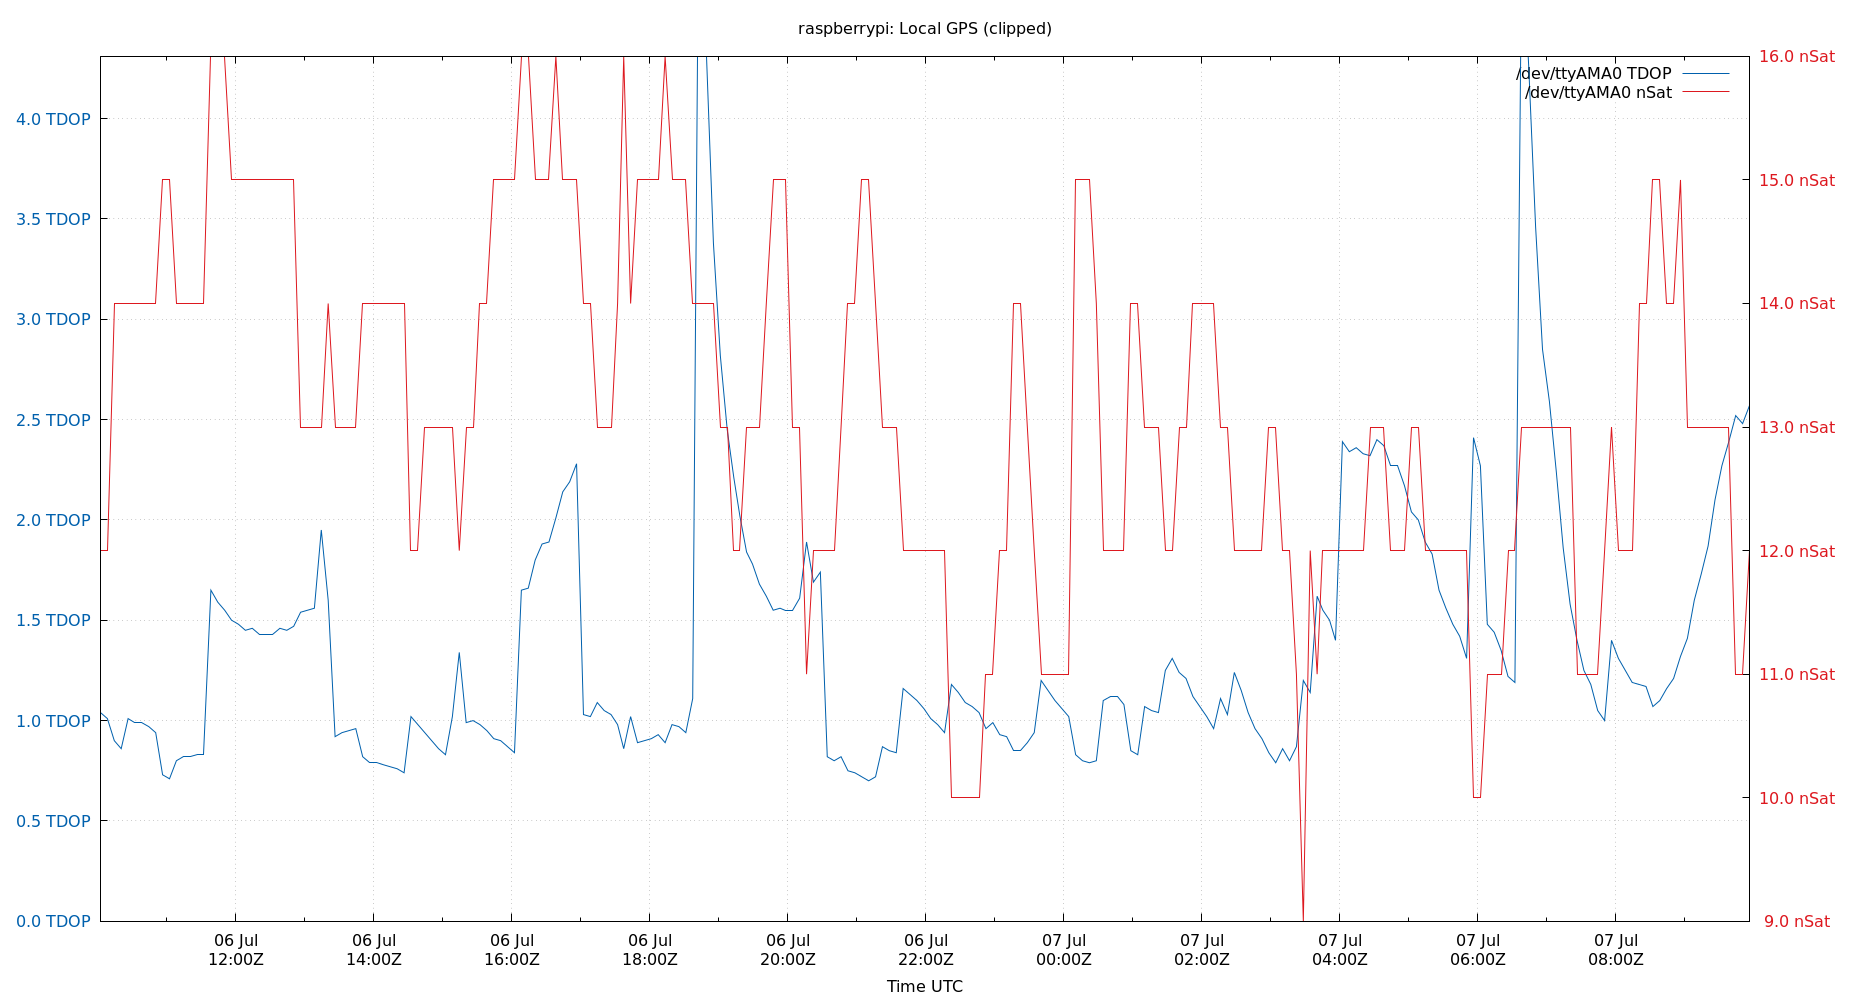 raspberrypi: Local GPS (clipped)
16.0 nSat
/dev/ttyAMA0 TDOP
/dev/ttyAMA0 nSat
4.0 TDOP
15.0 nSat
3.5 TDOP
14.0 nSat
3.0 TDOP
2.5 TDOP
13.0 nSat
2.0 TDOP
12.0 nSat
1.5 TDOP
11.0 nSat
1.0 TDOP
10.0 nSat
0.5 TDOP
0.0 TDOP
9.0 nSat
06 Jul 06 Jul 06 Jul 06 Jul 06 Jul 06 Jul 07 Jul 07 Jul 07 Jul 07 Jul 07 Jul
12:00Z 14:00Z 16:00Z 18:00Z 20:00Z 22:00Z 00:00Z 02:00Z 04:00Z 06:00Z 08:00Z
Time UTC